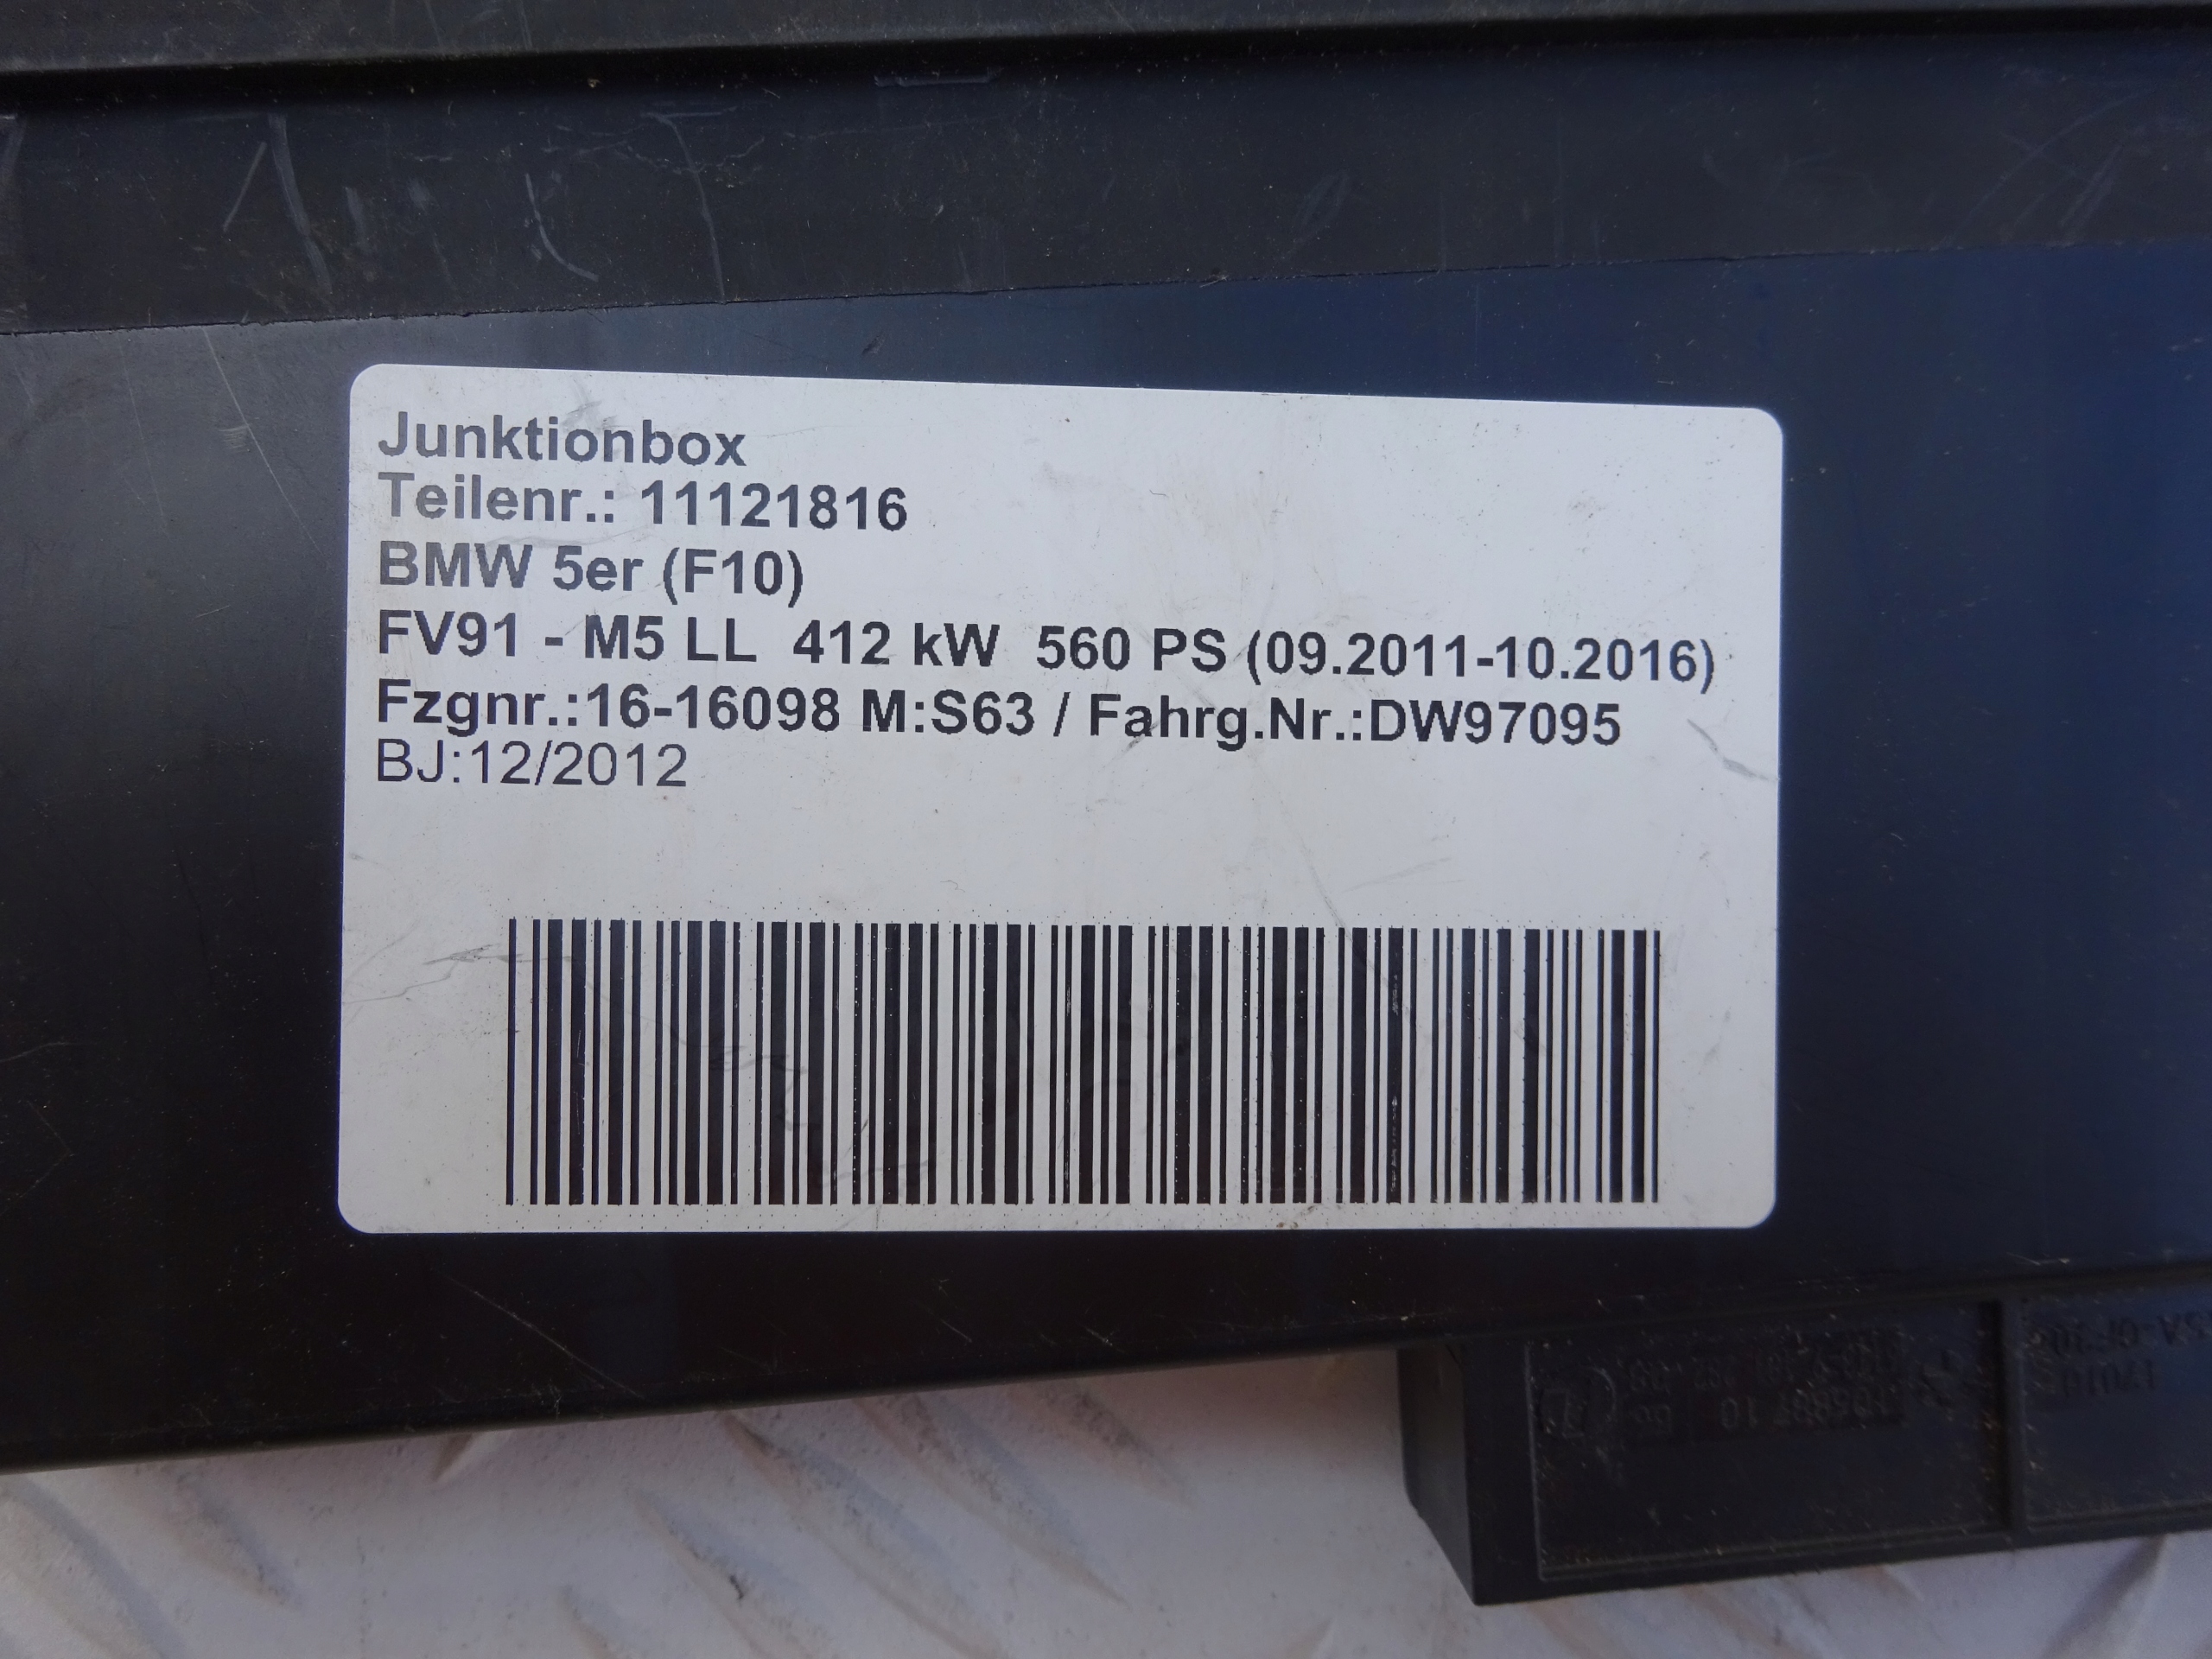 Junktionbox
Teilenr.: 11121816
BMW 5er (F10)
FV91 - M5 LL  412 kW  560 PS (09.2011-10.2016)
Fzgnr.:16-16098 M:S63 / Fahrg.Nr.:DW97095
BJ:12/2012